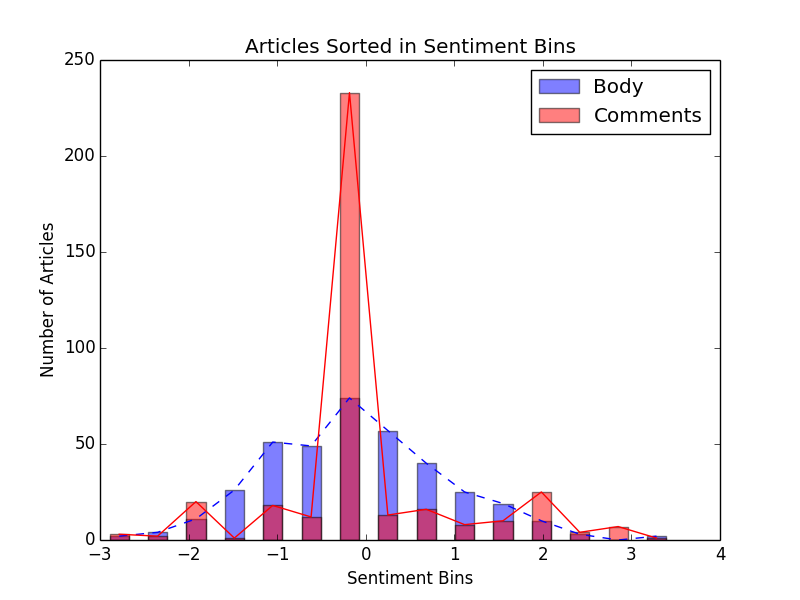 Articles Sorted in Sentiment Bins
250
200
150
100
50
0
Number of Articles
Body
Comments
−3 −2 −1 0 1 2 3 4
Sentiment Bins